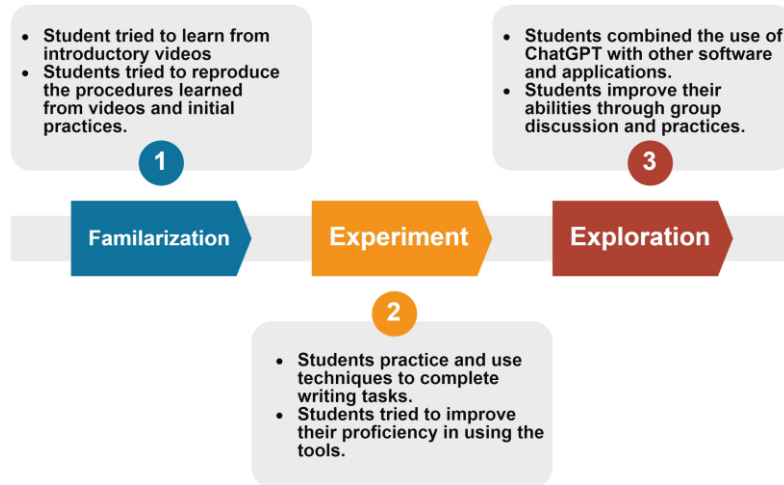 • Student tried to learn from
introductory videos
• Students tried to reproduce
the procedures learned
from videos and initial
practices.
1
Familarization
Experiment
2
• Students practice and use
techniques to complete
writing tasks.
• Students tried to improve
their proficiency in using the
tools.
• Students combined the use of
ChatGPT with other software
and applications.
• Students improve their
abilities through group
discussion and practices.
3
Exploration